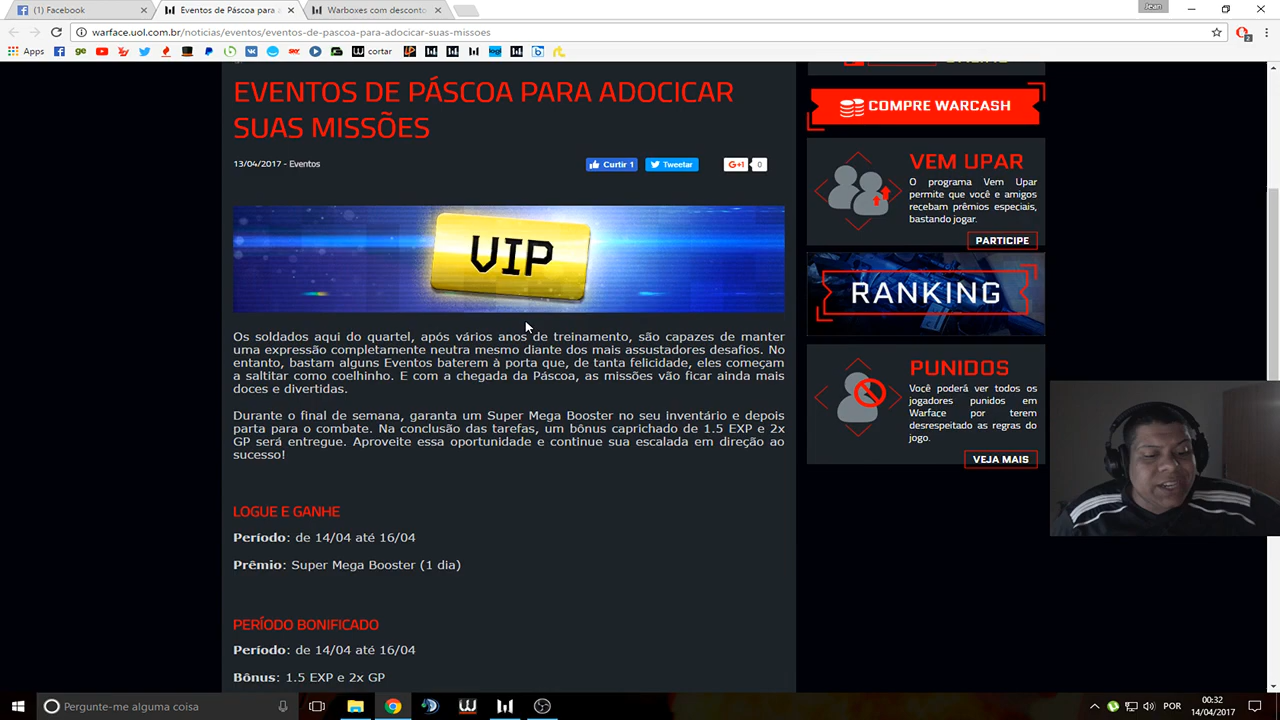 (1) Facebook
Eventos de Páscoa para a
Warboxes com desconto
Jean
warface.uol.com.br/noticias/eventos/eventos-de-pascoa-para-adocicar-suas-missoes
Apps
cortar
EVENTOS DE PÁSCOA PARA ADOCICAR
SUAS MISSÕES
13/04/2017 - Eventos
Curtir 1
Tweetar
G+1
0
VIP
Os soldados aqui do quartel, após vários anos de treinamento, são capazes de manter
uma expressão completamente neutra mesmo diante dos mais assustadores desafios. No
entanto, bastam alguns Eventos baterem à porta que, de tanta felicidade, eles começam
a saltitar como coelhinho. E com a chegada da Páscoa, as missões vão ficar ainda mais
doces e divertidas.
Durante o final de semana, garanta um Super Mega Booster no seu inventário e depois
parta para o combate. Na conclusão das tarefas, um bônus caprichado de 1.5 EXP e 2x
GP será entregue. Aproveite essa oportunidade e continue sua escalada em direção ao
sucesso!
LOGUE E GANHE
Período: de 14/04 até 16/04
Prêmio: Super Mega Booster (1 dia)
PERÍODO BONIFICADO
Período: de 14/04 até 16/04
Bônus: 1.5 EXP e 2x GP
COMPRE WARCASH
VEM UPAR
O programa Vem Upar
permite que você e amigos
recebam prêmios especiais,
bastando jogar.
PARTICIPE
RANKING
PUNIDOS
Você poderá ver todos os
jogadores punidos em
Warface por terem
desrespeitado as regras do
jogo.
VEJA MAIS
Pergunte-me alguma coisa
POR
00:32
14/04/2017